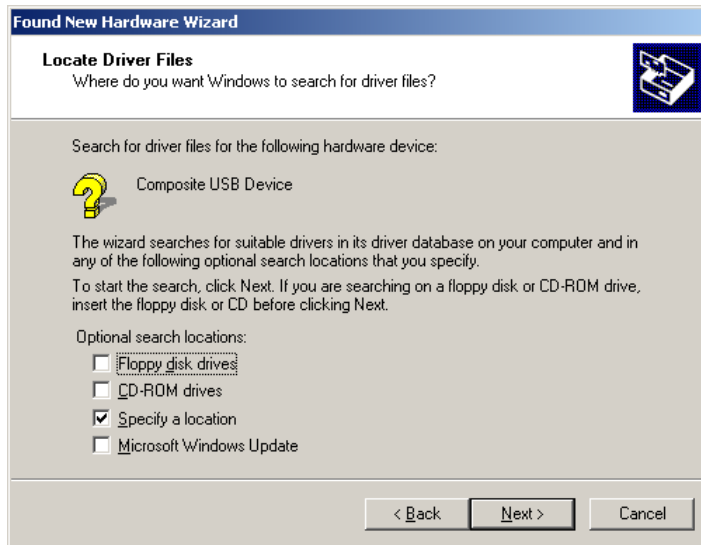 Found New Hardware Wizard
Locate Driver Files
Where do you want Windows to search for driver files?
Search for driver files for the following hardware device:
Composite USB Device
The wizard searches for suitable drivers in its driver database on your computer and in
any of the following optional search locations that you specify.
To start the search, click Next. If you are searching on a floppy disk or CD-ROM drive,
insert the floppy disk or CD before clicking Next.
Optional search locations:
Floppy disk drives
CD-ROM drives
Specify a location
Microsoft Windows Update
< Back Next > Cancel